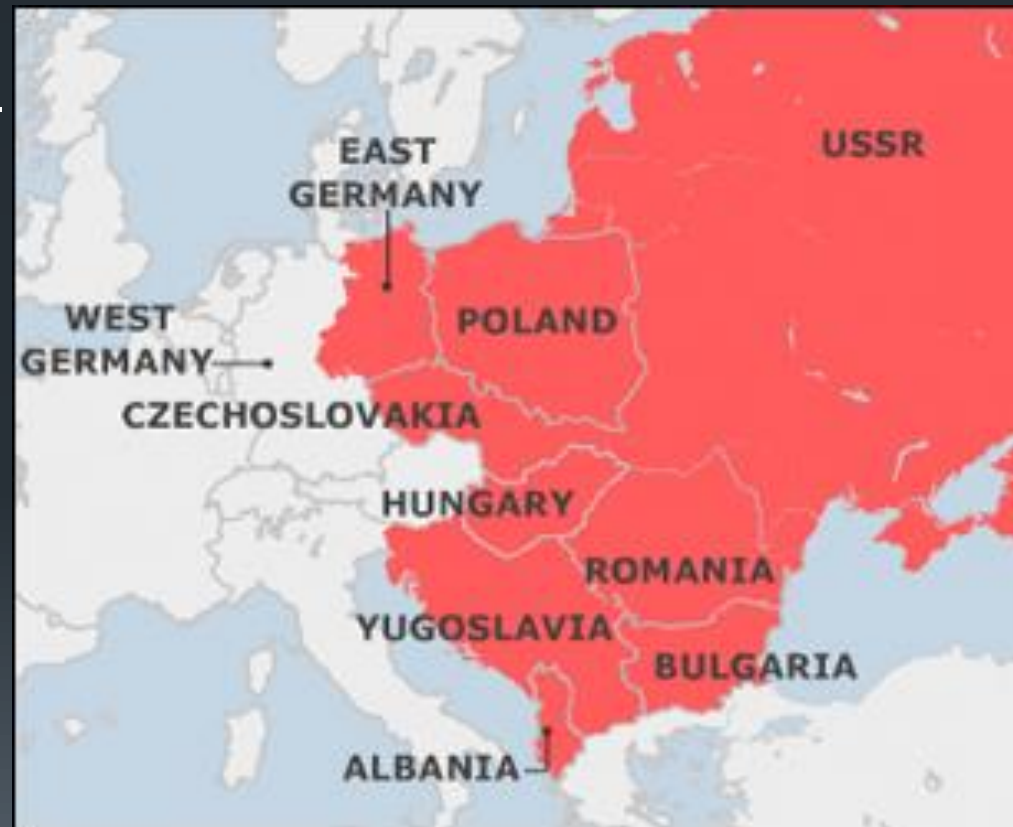 USSR
EAST
GERMANY
WEST
GERMANY
POLAND
CZECHOSLOVAKIA
HUNGARY
ROMANIA
YUGOSLAVIA
BULGARIA
ALBANIA